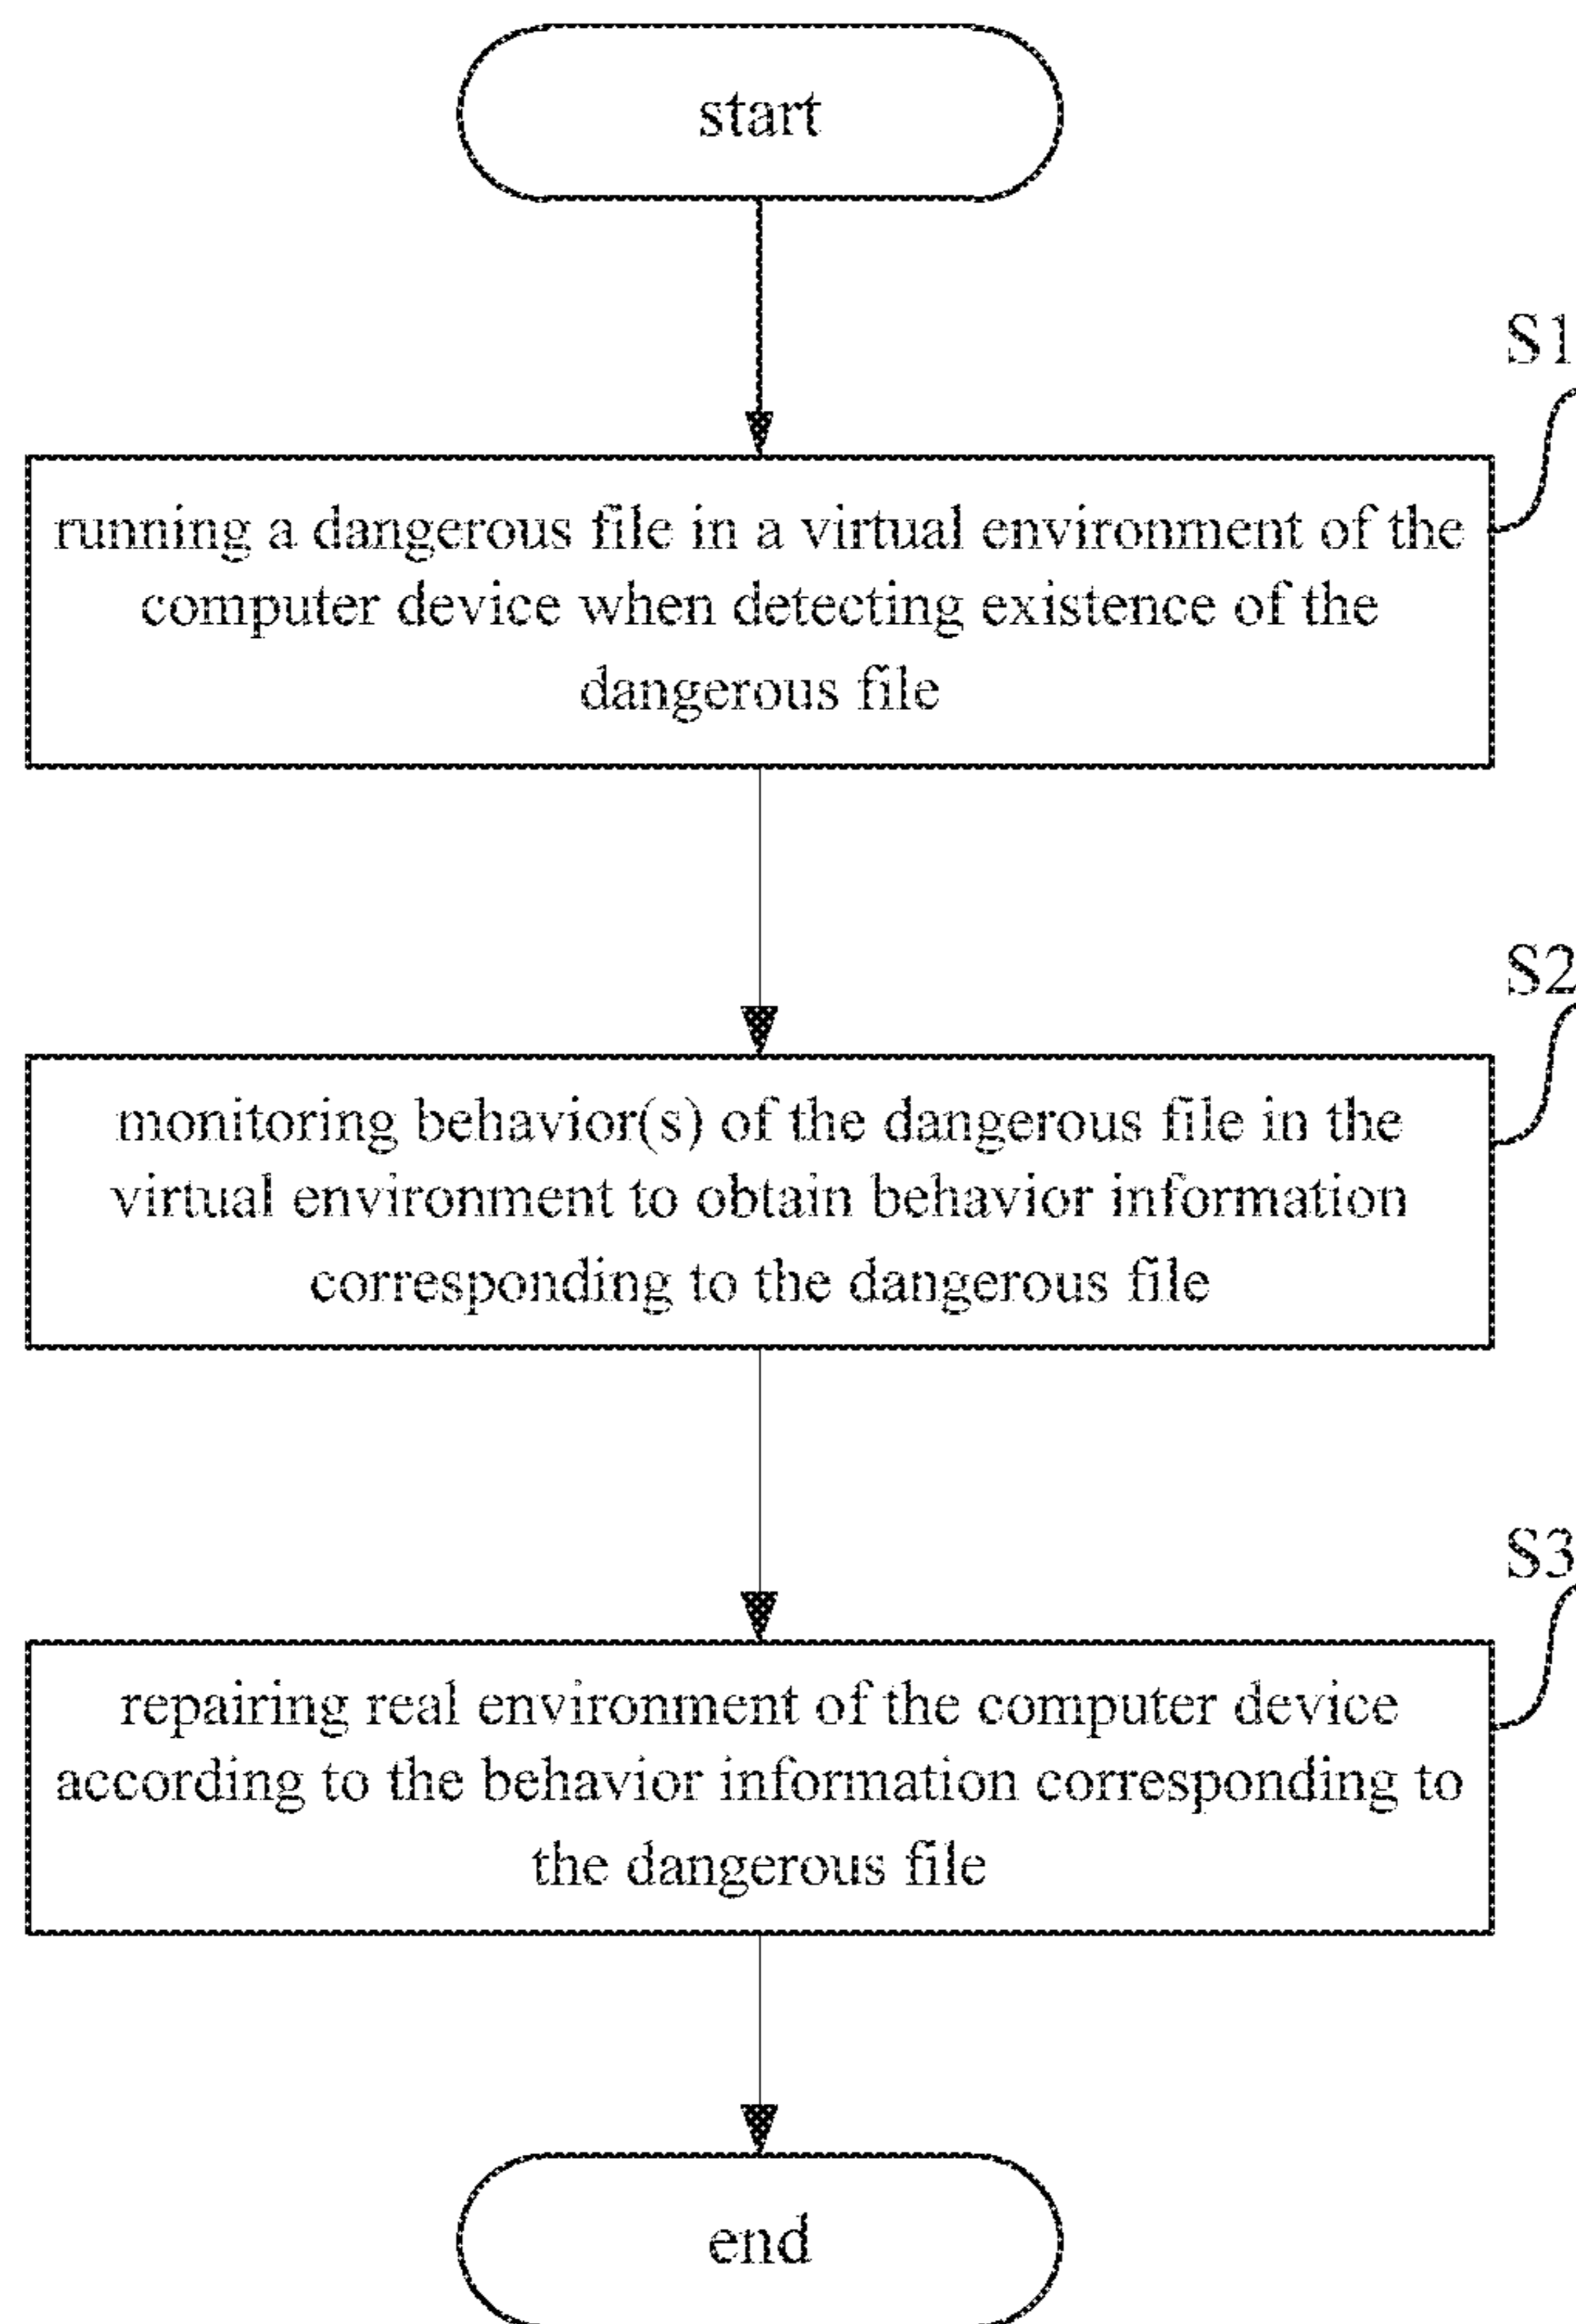 start
S1
running a dangerous file in a virtual environment of the
computer device when detecting existence of the
dangerous file
S2
monitoring behavior(s) of the dangerous file in the
virtual environment to obtain behavior information
corresponding to the dangerous file
S3
repairing real environment of the computer device
according to the behavior information corresponding to
the dangerous file
end